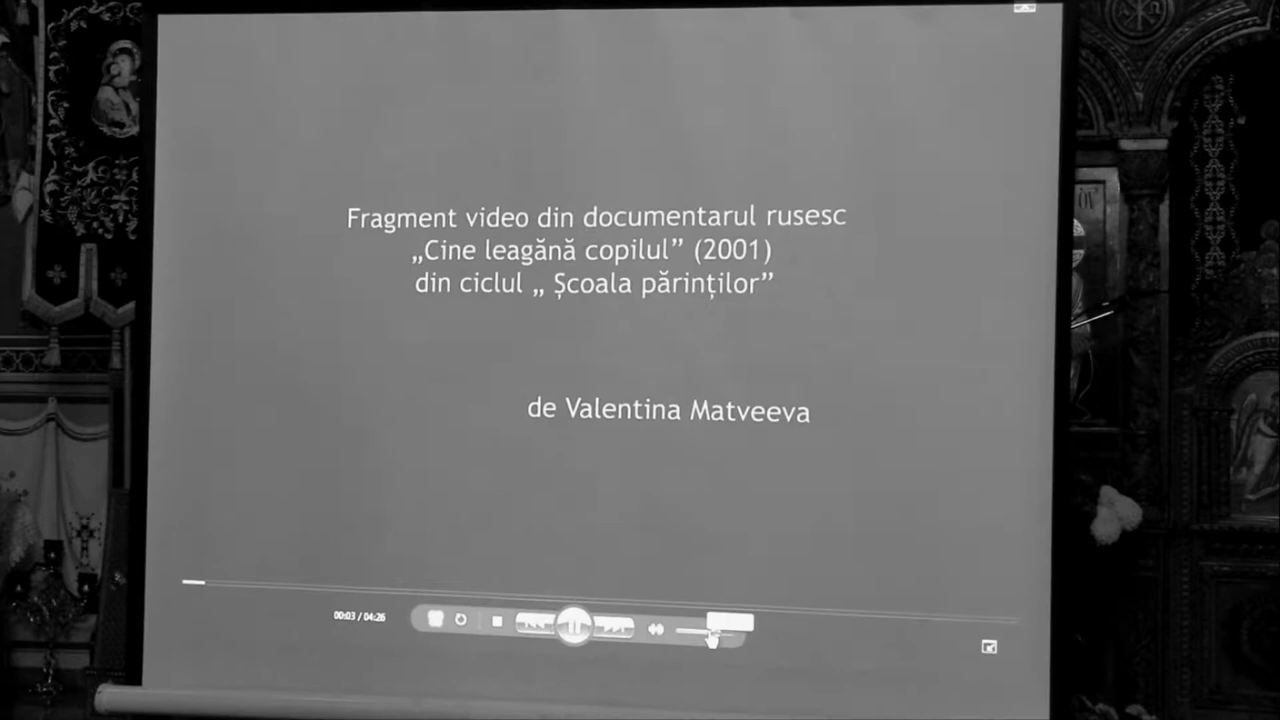 Fragment video din documentarul rusesc
„Cine leagănă copilul” (2001)
din ciclul „ Școala părinților”
de Valentina Matveeva
00:03 / 04:26